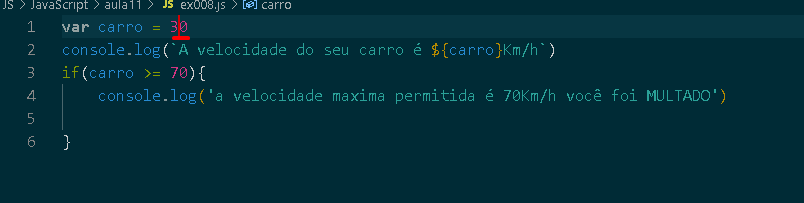 JS > JavaScript > aula11 > JS ex008.js > carro
1 var carro = 30
2 console.log(`A velocidade do seu carro é ${carro}Km/h`)
3 if(carro >= 70){
4 console.log('a velocidade maxima permitida é 70Km/h você foi MULTADO')
5
6 }